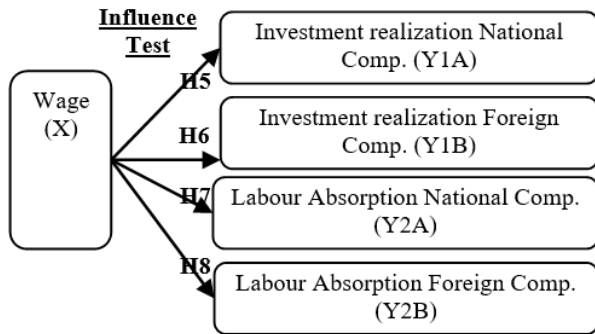 Influence
Test
Wage
(X)
H5
Investment realization National
Comp. (Y1A)
H6
Investment realization Foreign
Comp. (Y1B)
H7
Labour Absorption National Comp.
(Y2A)
H8
Labour Absorption Foreign Comp.
(Y2B)